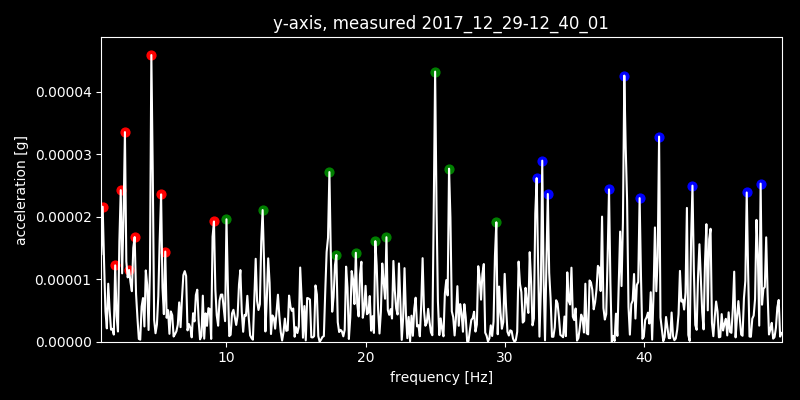 y-axis, measured 2017_12_29-12_40_01
0.00004
0.00003
0.00002
0.00001
0.00000
acceleration [g]
10 20 30 40
frequency [Hz]